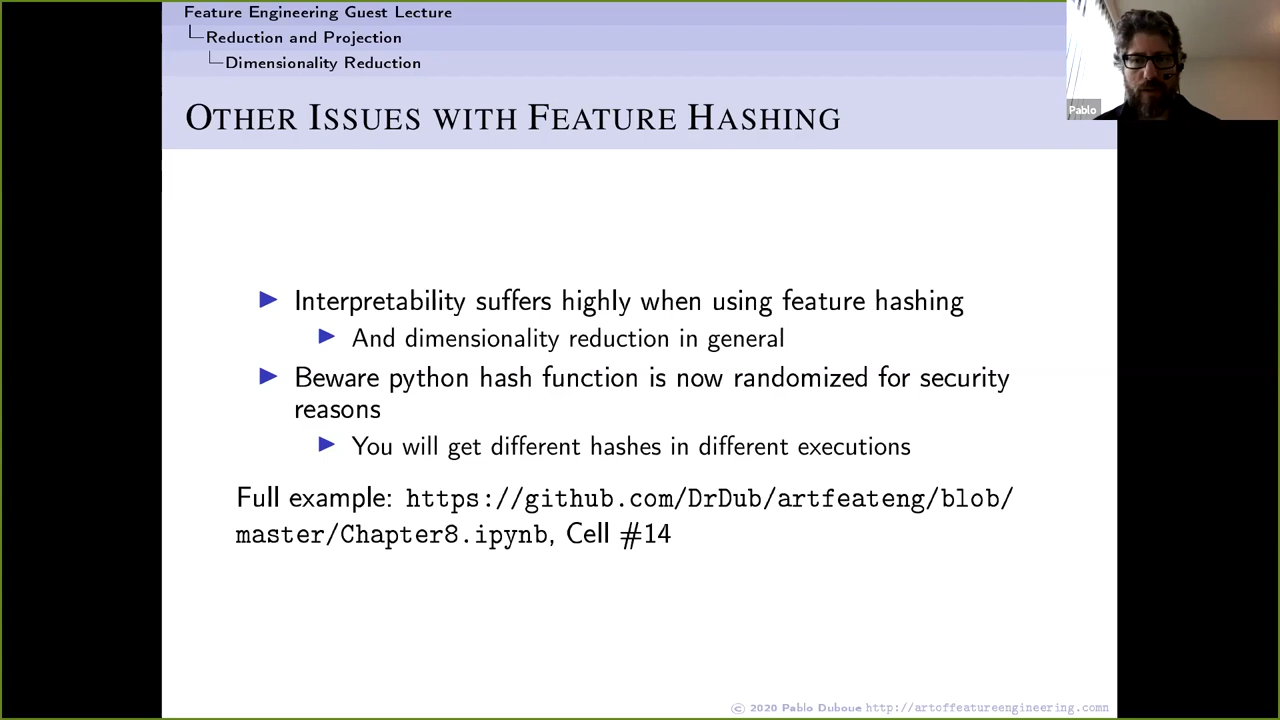 Feature Engineering Guest Lecture
Reduction and Projection
Dimensionality Reduction
OTHER ISSUES WITH FEATURE HASHING
Pablo
Interpretability suffers highly when using feature hashing
And dimensionality reduction in general
Beware python hash function is now randomized for security
reasons
You will get different hashes in different executions
Full example: https://github.com/DrDub/artfeateng/blob/
master/Chapter8.ipynb, Cell #14
© 2020 Pablo Duboue http://artoffeatureengineering.comn